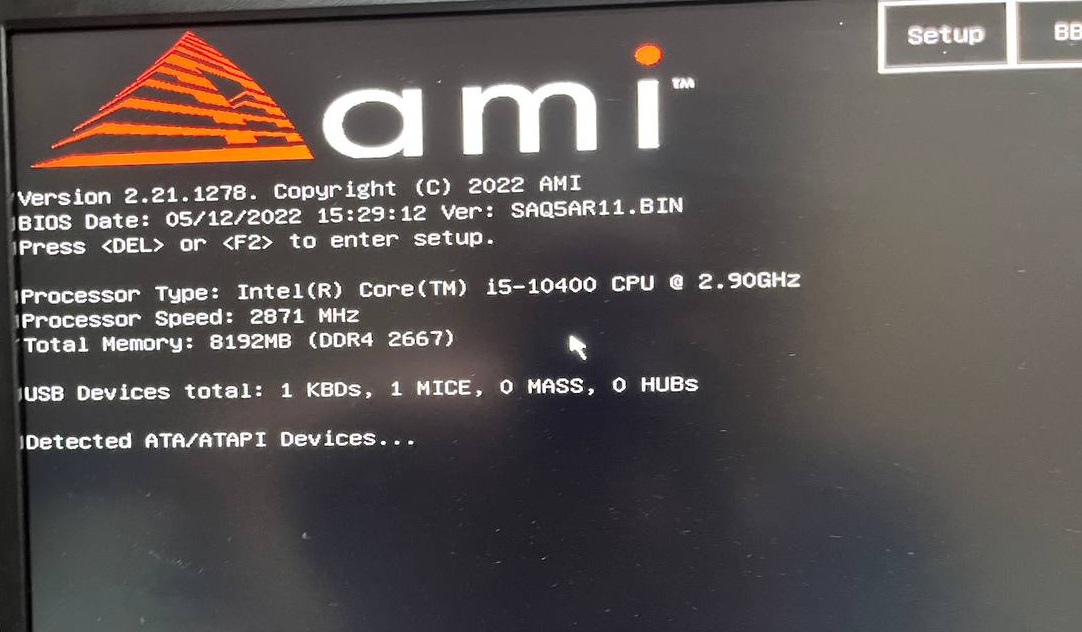 Setup
ami™
Version 2.21.1278. Copyright (C) 2022 AMI
BIOS Date: 05/12/2022 15:29:12 Ver: SAQ5AR11.BIN
Press <DEL> or <F2> to enter setup.
Processor Type: Intel(R) Core(TM) i5-10400 CPU @ 2.90GHz
Processor Speed: 2871 MHz
Total Memory: 8192MB (DDR4 2667)
USB Devices total: 1 KBDs, 1 MICE, 0 MASS, 0 HUBs
Detected ATA/ATAPI Devices...